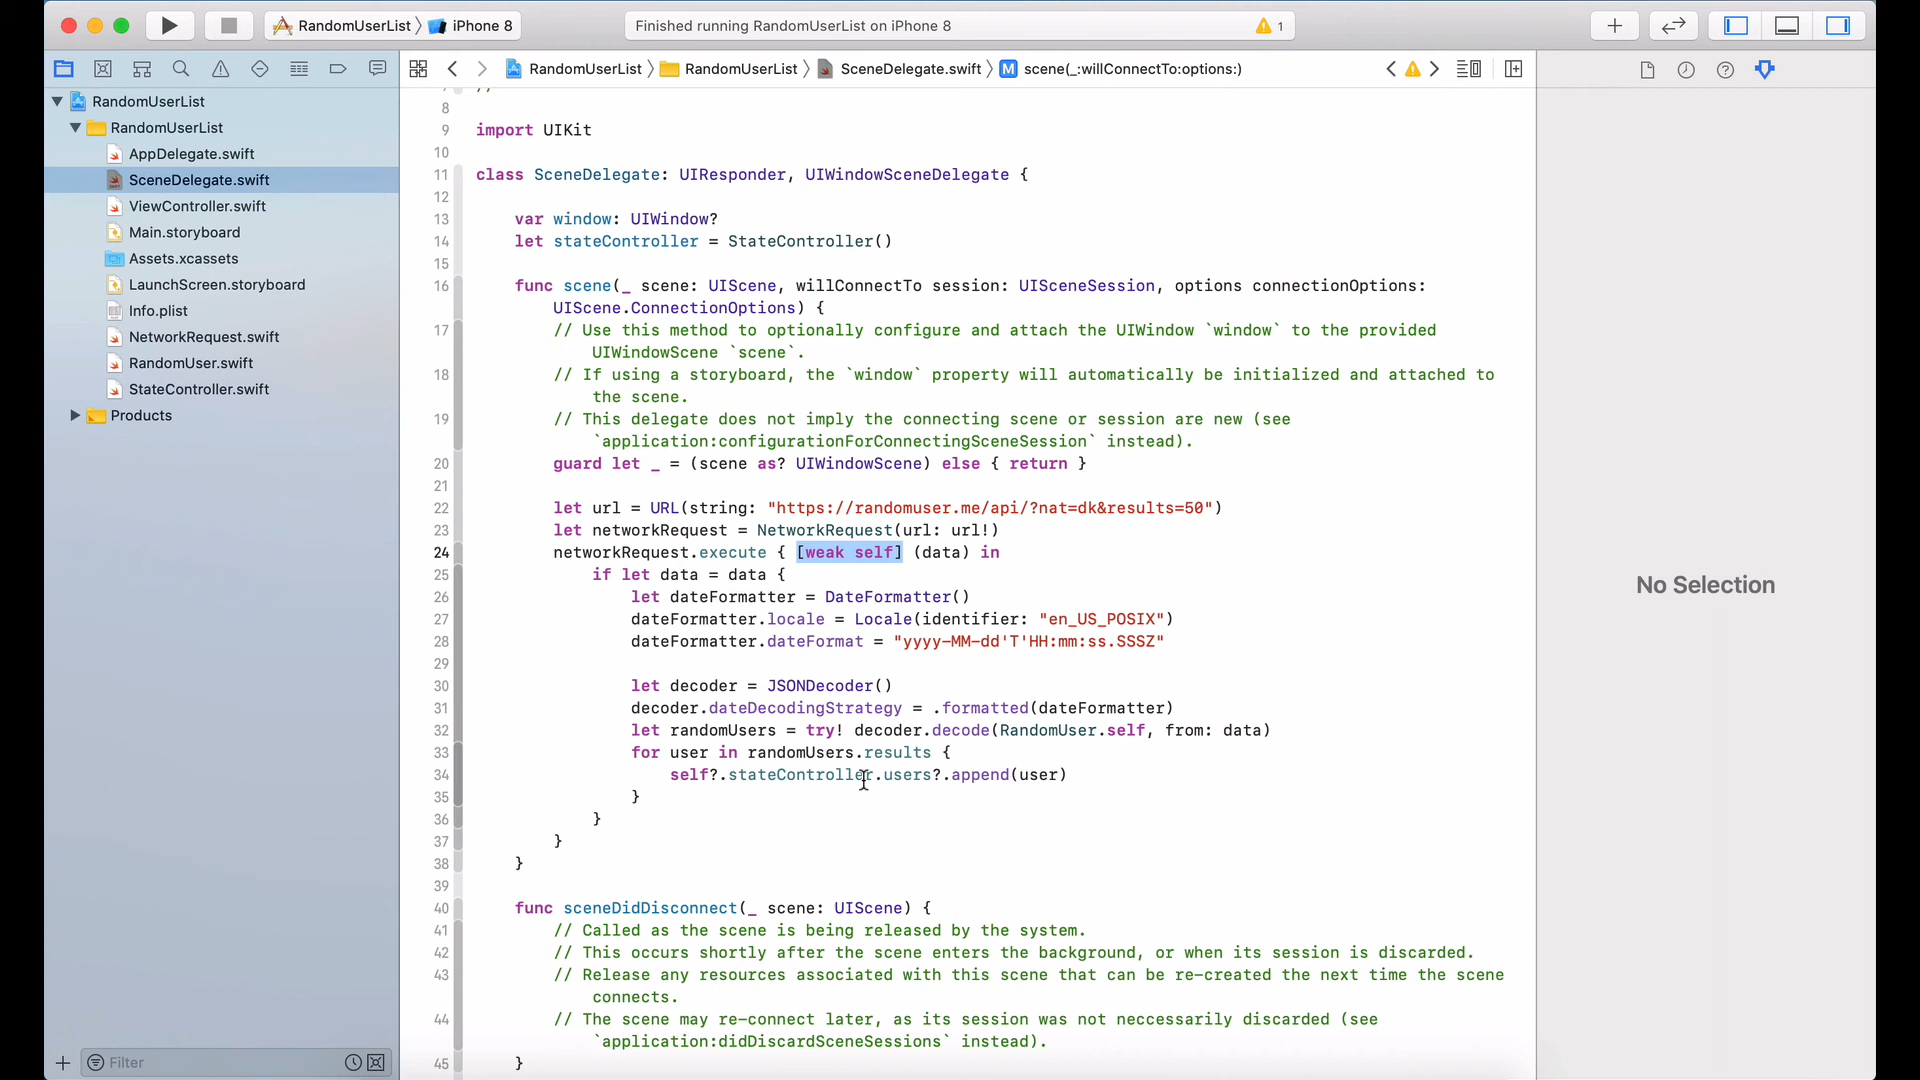 RandomUserList 〉 iPhone 8
Finished running RandomUserList on iPhone 8
1
RandomUserList 〉 RandomUserList 〉 SceneDelegate.swift 〉 M scene(_:willConnectTo:options:)
RandomUserList
RandomUserList
AppDelegate.swift
SceneDelegate.swift
ViewController.swift
Main.storyboard
Assets.xcassets
LaunchScreen.storyboard
Info.plist
NetworkRequest.swift
RandomUser.swift
StateController.swift
Products
Filter
7 //
8
9 import UIKit
10
11 class SceneDelegate: UIResponder, UIWindowSceneDelegate {
12
13 var window: UIWindow?
14 let stateController = StateController()
15
16 func scene(_ scene: UIScene, willConnectTo session: UISceneSession, options connectionOptions:
UIScene.ConnectionOptions) {
17 // Use this method to optionally configure and attach the UIWindow `window` to the provided
UIWindowScene `scene`.
18 // If using a storyboard, the `window` property will automatically be initialized and attached to
the scene.
19 // This delegate does not imply the connecting scene or session are new (see
`application:configurationForConnectingSceneSession` instead).
20 guard let _ = (scene as? UIWindowScene) else { return }
21
22 let url = URL(string: "https://randomuser.me/api/?nat=dk&results=50")
23 let networkRequest = NetworkRequest(url: url!)
24 networkRequest.execute { [weak self] (data) in
25 if let data = data {
26 let dateFormatter = DateFormatter()
27 dateFormatter.locale = Locale(identifier: "en_US_POSIX")
28 dateFormatter.dateFormat = "yyyy-MM-dd'T'HH:mm:ss.SSSZ"
29
30 let decoder = JSONDecoder()
31 decoder.dateDecodingStrategy = .formatted(dateFormatter)
32 let randomUsers = try! decoder.decode(RandomUser.self, from: data)
33 for user in randomUsers.results {
34 self?.stateController.users?.append(user)
35 }
36 }
37 }
38 }
39
40 func sceneDidDisconnect(_ scene: UIScene) {
41 // Called as the scene is being released by the system.
42 // This occurs shortly after the scene enters the background, or when its session is discarded.
43 // Release any resources associated with this scene that can be re-created the next time the scene
connects.
44 // The scene may re-connect later, as its session was not neccessarily discarded (see
`application:didDiscardSceneSessions` instead).
45 }
No Selection